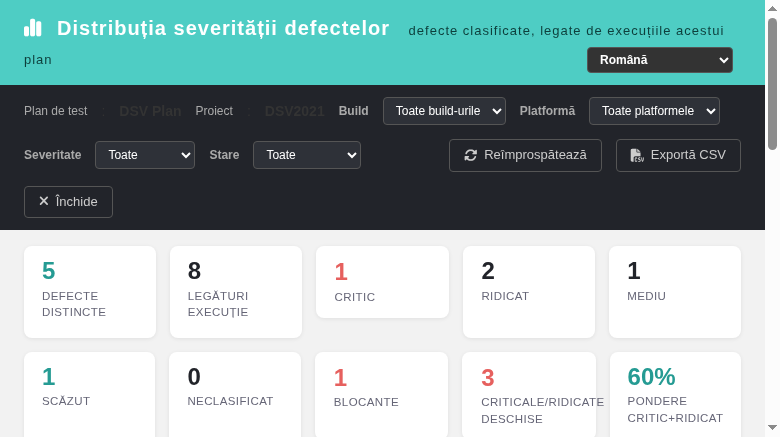 Distribuția severității defectelor defecte clasificate, legate de execuțiile acestui
plan
Română
Plan de test : DSV Plan Proiect : DSV2021 Build Toate build-urile Platformă Toate platformele
Severitate Toate Stare Toate Reîmprospătează Exportă CSV
Închide
5
DEFECTE
DISTINCTE
8
LEGĂTURI
EXECUȚIE
1
CRITIC
2
RIDICAT
1
MEDIU
1
SCĂZUT
0
NECLASIFICAT
1
BLOCANTE
3
CRITICALE/RIDICATE
DESCHISE
60%
PONDERE
CRITIC+RIDICAT